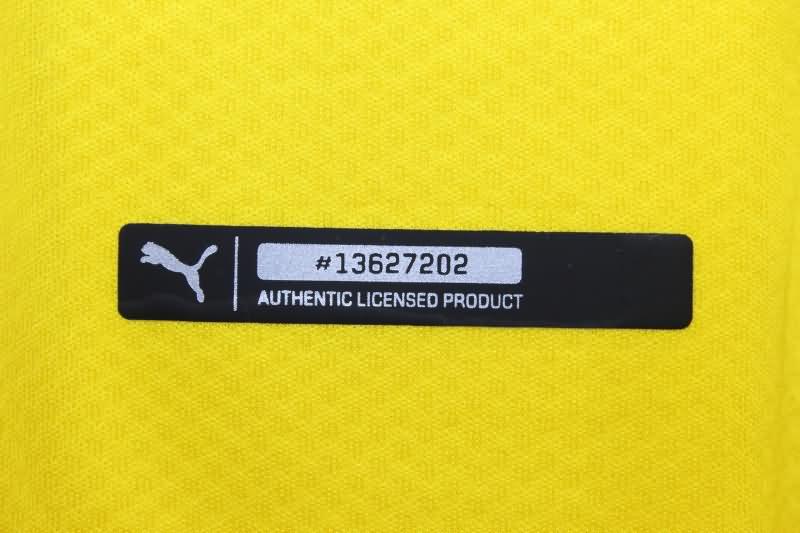 #13627202
AUTHENTIC LICENSED PRODUCT